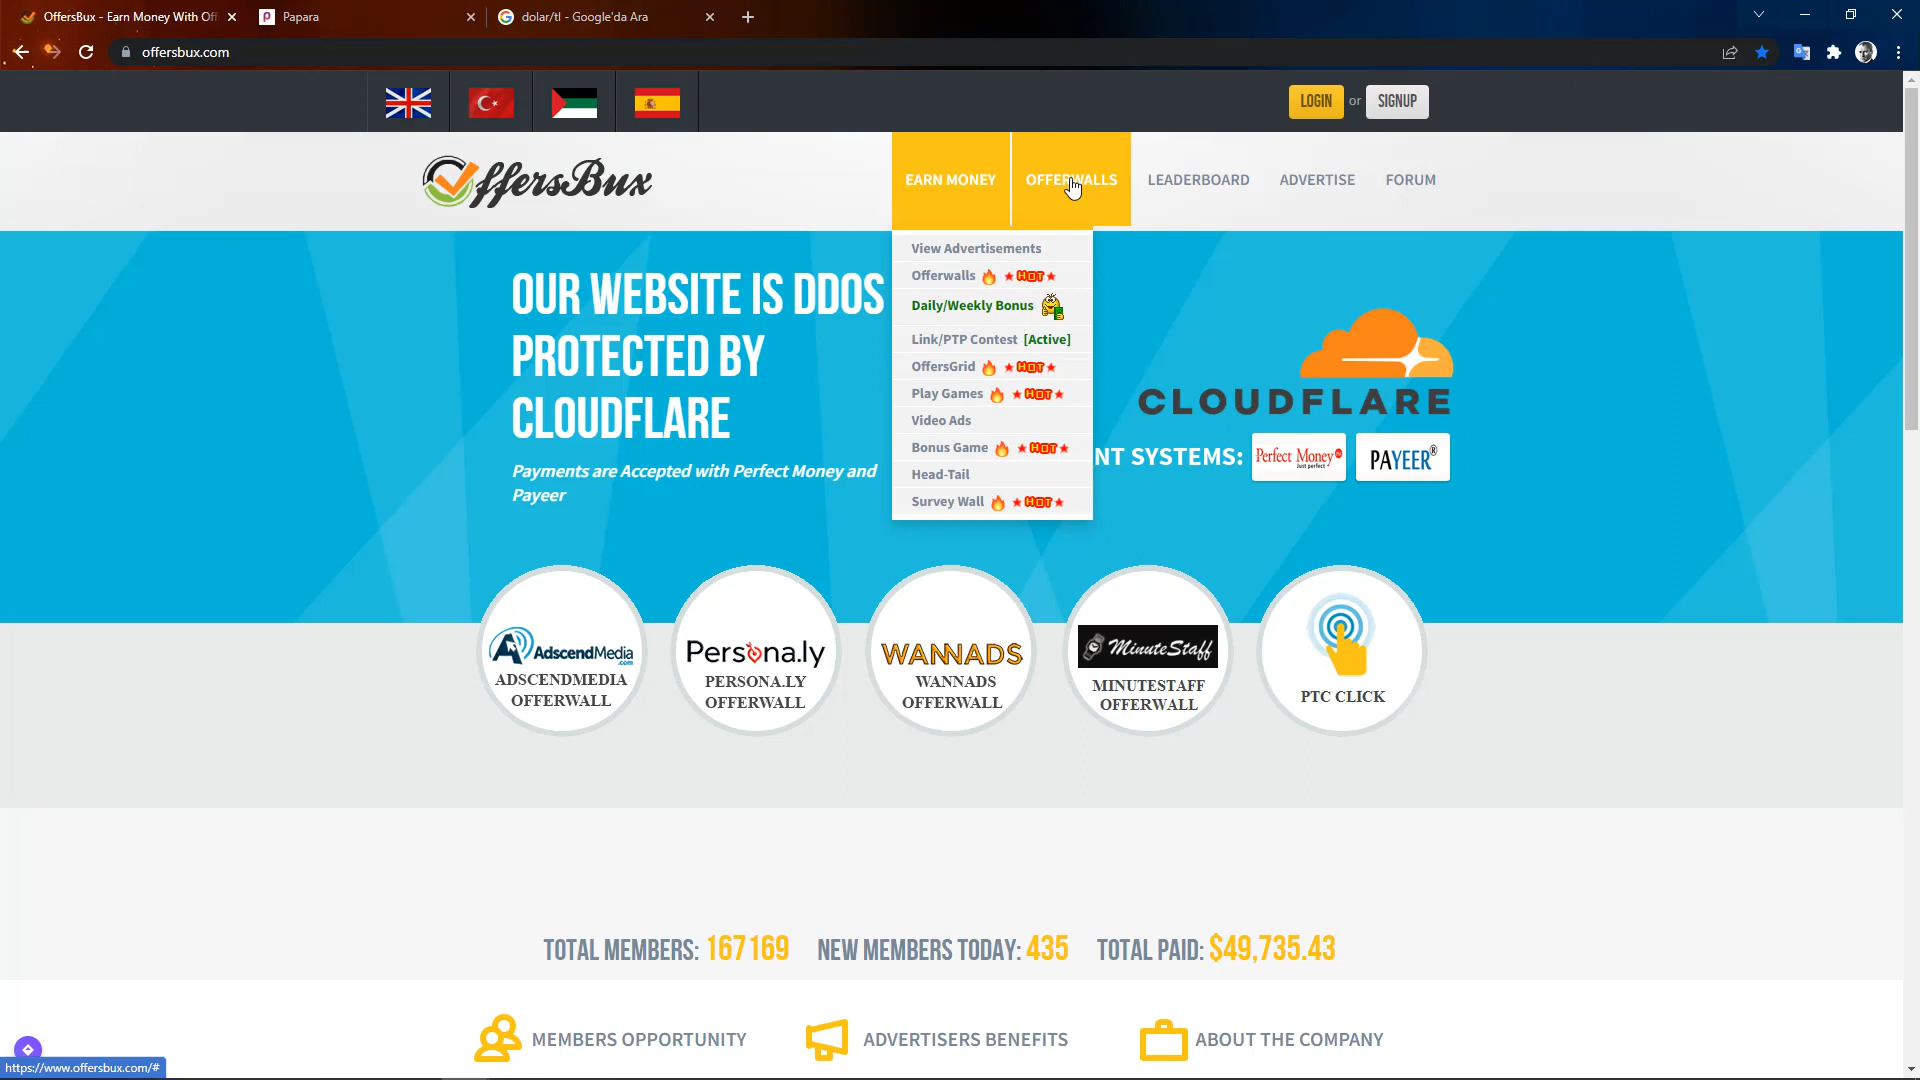 OffersBux - Earn Money With Off
Papara
dolar/tl - Google'da Ara
offersbux.com
LOGIN or SIGNUP
OffersBux
EARN MONEY
OFFERWALLS
LEADERBOARD
ADVERTISE
FORUM
View Advertisements
Offerwalls HOT
Daily/Weekly Bonus
Link/PTP Contest [Active]
OffersGrid HOT
Play Games HOT
Video Ads
Bonus Game HOT
Head-Tail
Survey Wall HOT
OUR WEBSITE IS DDOS
PROTECTED BY
CLOUDFLARE
Payments are Accepted with Perfect Money and
Payeer
CLOUDFLARE
NT SYSTEMS:
Perfect Money
Just perfect
PAYEER®
AdscendMedia
.com
ADSCENDMEDIA
OFFERWALL
Persona.ly
PERSONA.LY
OFFERWALL
WANNADS
WANNADS
OFFERWALL
MinuteStaff
MINUTESTAFF
OFFERWALL
PTC CLICK
TOTAL MEMBERS: 167169
NEW MEMBERS TODAY: 435
TOTAL PAID: $49,735.43
MEMBERS OPPORTUNITY
ADVERTISERS BENEFITS
ABOUT THE COMPANY
https://www.offersbux.com/#